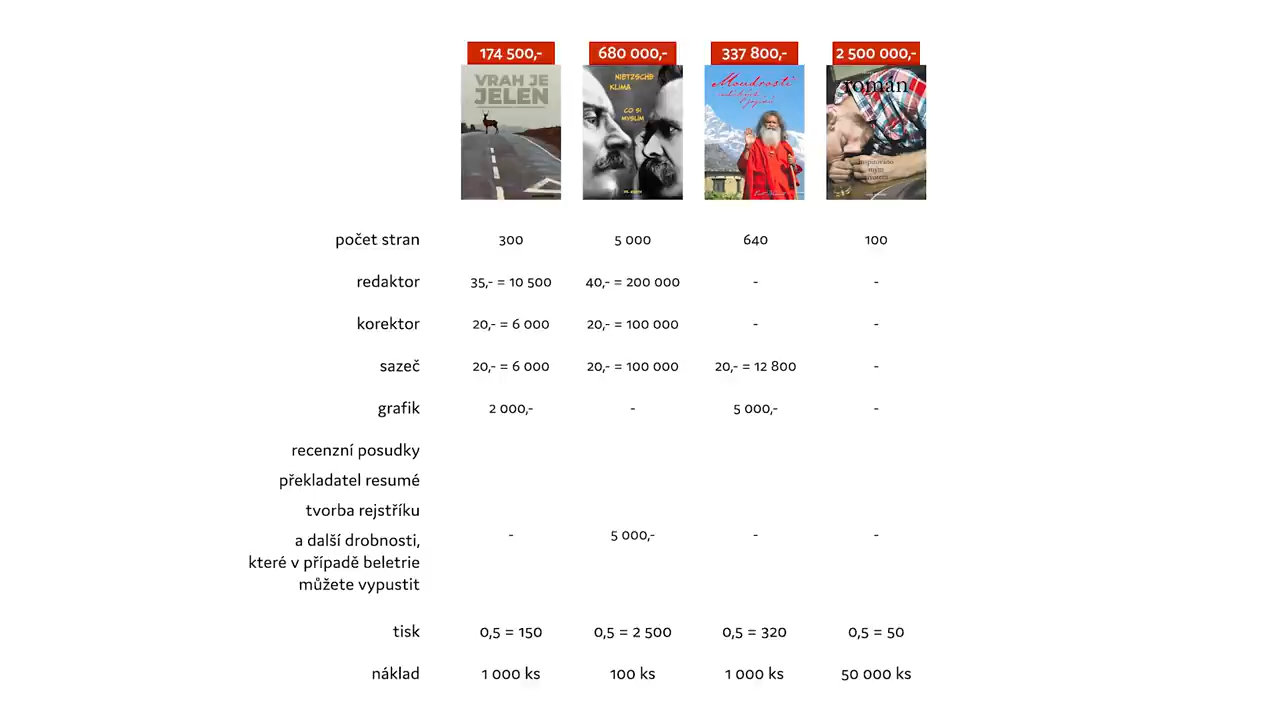 174 500,- 680 000,- 337 800,- 2 500 000,-
VRAH JE
JELEN
NIETZSCHE
KLIMA
CO SI
MYSLÍM
Moudrosti
román
počet stran 300 5 000 640 100
redaktor 35,- = 10 500 40,- = 200 000 - -
korektor 20,- = 6 000 20,- = 100 000 - -
sazeč 20,- = 6 000 20,- = 100 000 20,- = 12 800 -
grafik 2 000,- - 5 000,- -
recenzní posudky
překladatel resumé
tvorba rejstříku
a další drobnosti,
které v případě beletrie
můžete vypustit
- 5 000,- - -
tisk 0,5 = 150 0,5 = 2 500 0,5 = 320 0,5 = 50
náklad 1 000 ks 100 ks 1 000 ks 50 000 ks